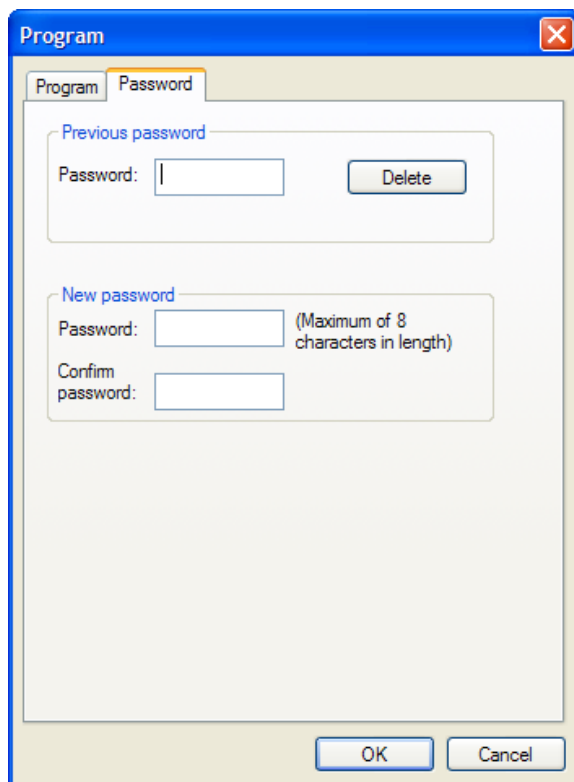 Program
Program Password
Previous password
Password: Delete
New password
Password: (Maximum of 8
characters in length)
Confirm
password:
OK Cancel